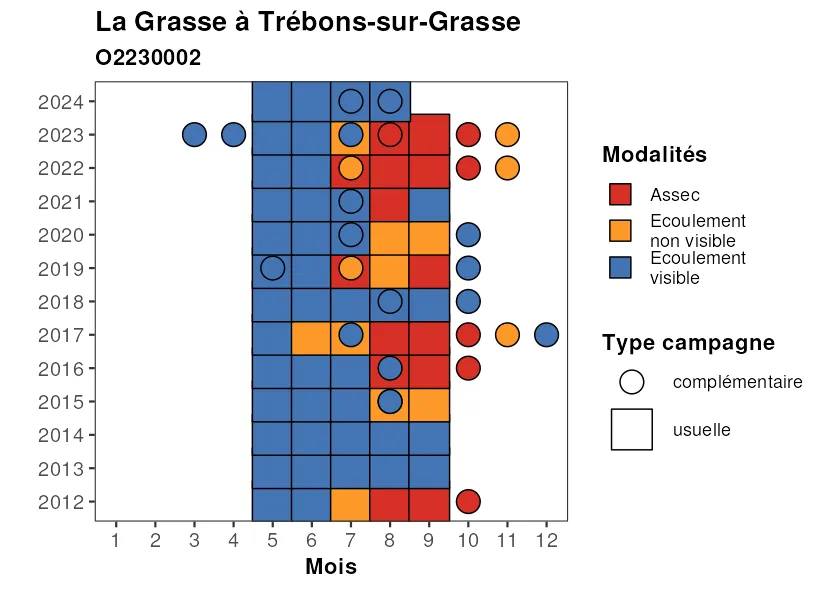 La Grasse à Trébons-sur-Grasse
O2230002
2024
2023
2022
2021
2020
2019
2018
2017
2016
2015
2014
2013
2012
1 2 3 4 5 6 7 8 9 10 11 12
Mois
Modalités
Assec
Ecoulement
non visible
Ecoulement
visible
Type campagne
complémentaire
usuelle